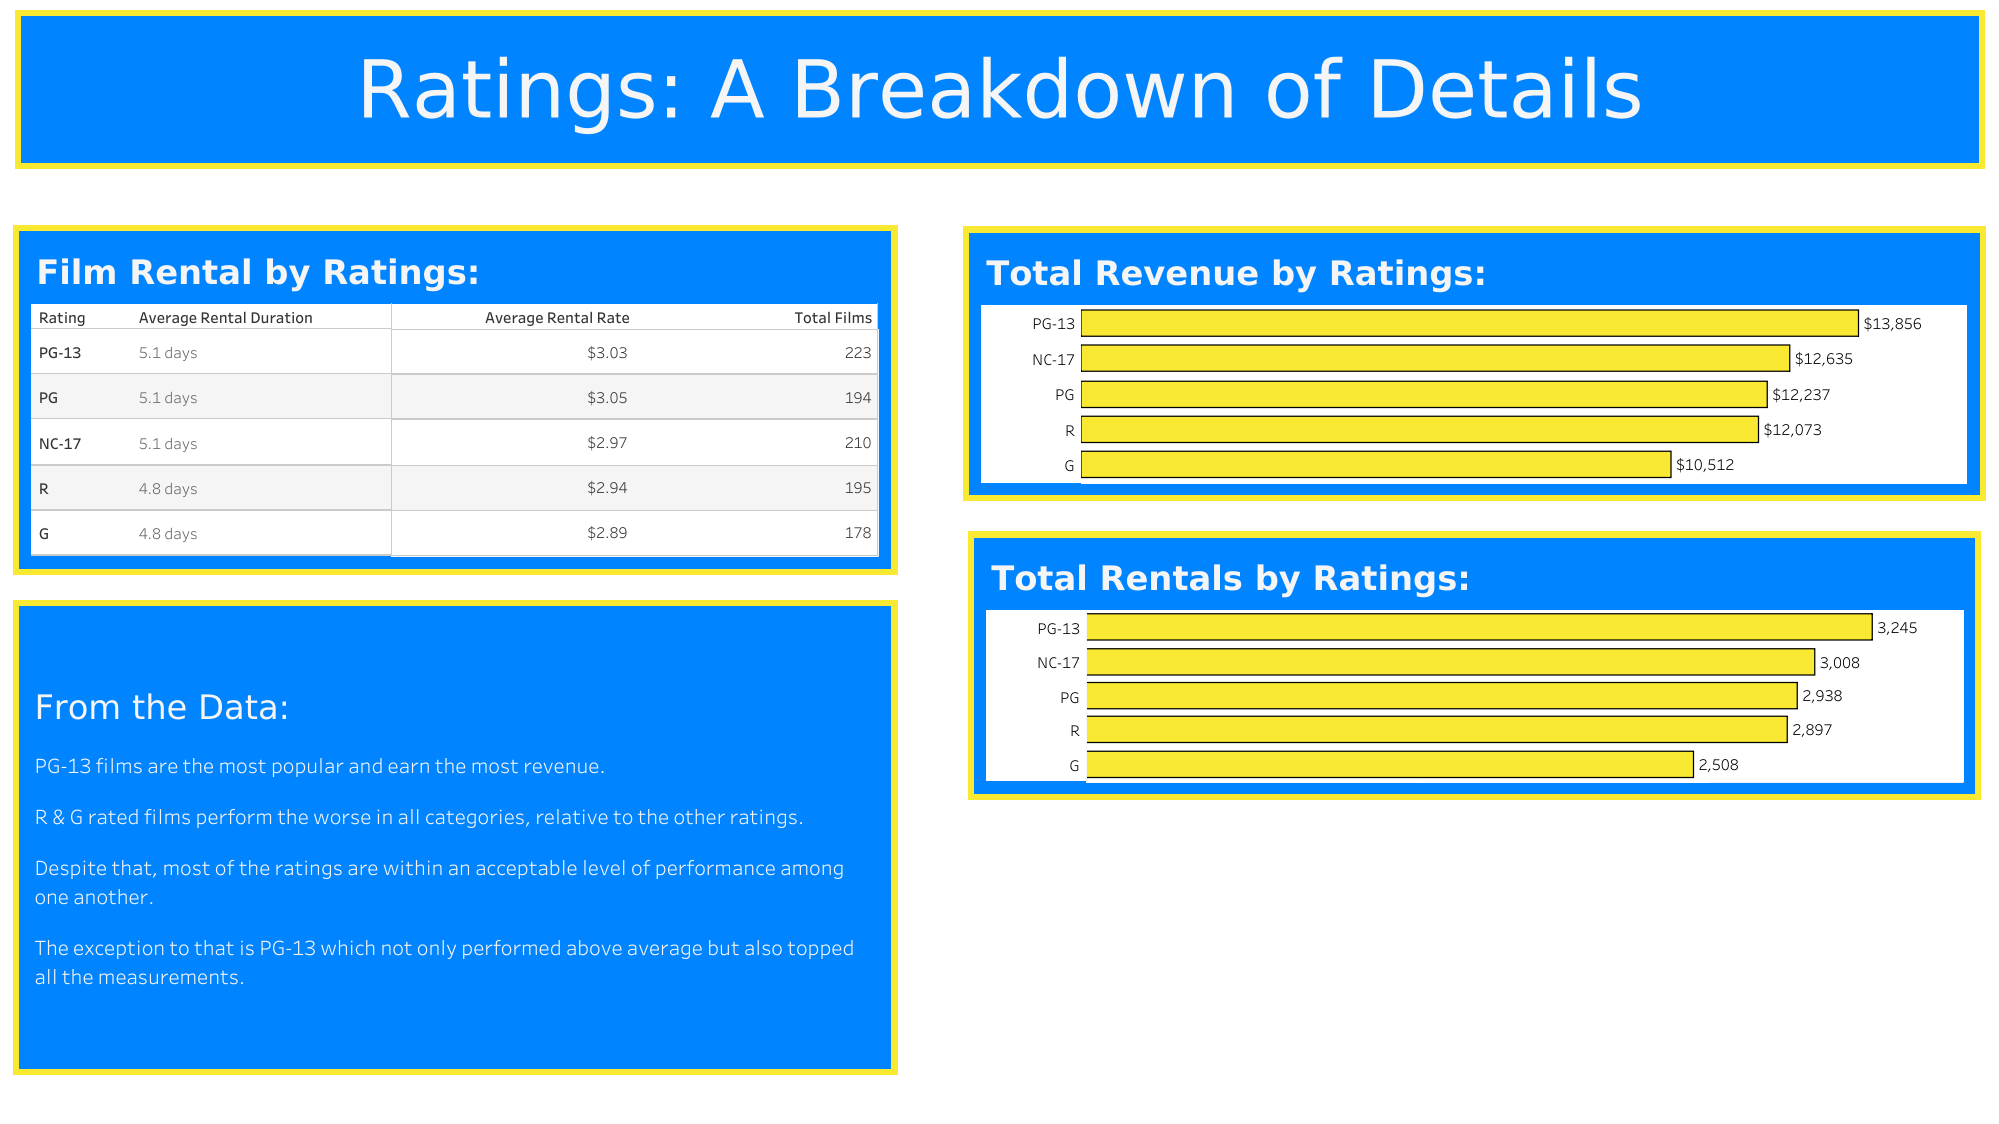 Ratings: A Breakdown of Details
Film Rental by Ratings:
Rating Average Rental Duration Average Rental Rate Total Films
PG-13 5.1 days $3.03 223
PG 5.1 days $3.05 194
NC-17 5.1 days $2.97 210
R 4.8 days $2.94 195
G 4.8 days $2.89 178
From the Data:
PG-13 films are the most popular and earn the most revenue.
R & G rated films perform the worse in all categories, relative to the other ratings.
Despite that, most of the ratings are within an acceptable level of performance among
one another.
The exception to that is PG-13 which not only performed above average but also topped
all the measurements.
Total Revenue by Ratings:
PG-13 $13,856
NC-17 $12,635
PG $12,237
R $12,073
G $10,512
Total Rentals by Ratings:
PG-13 3,245
NC-17 3,008
PG 2,938
R 2,897
G 2,508